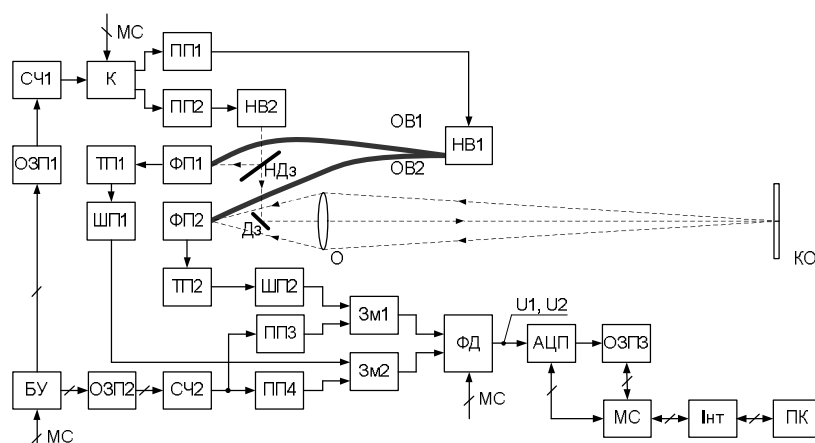 МС
ПП1
СЧ1
К
ПП2
НВ2
ОВ1
НВ1
ОЗП1
ТП1
ФП1
НДз
ОВ2
ШП1
ФП2
Дз
О
КО
ТП2
ШП2
Зм1
U1, U2
ПП3
ФД
АЦП
ОЗП3
Зм2
БУ
ОЗП2
СЧ2
ПП4
МС
МС
МС
Інт
ПК